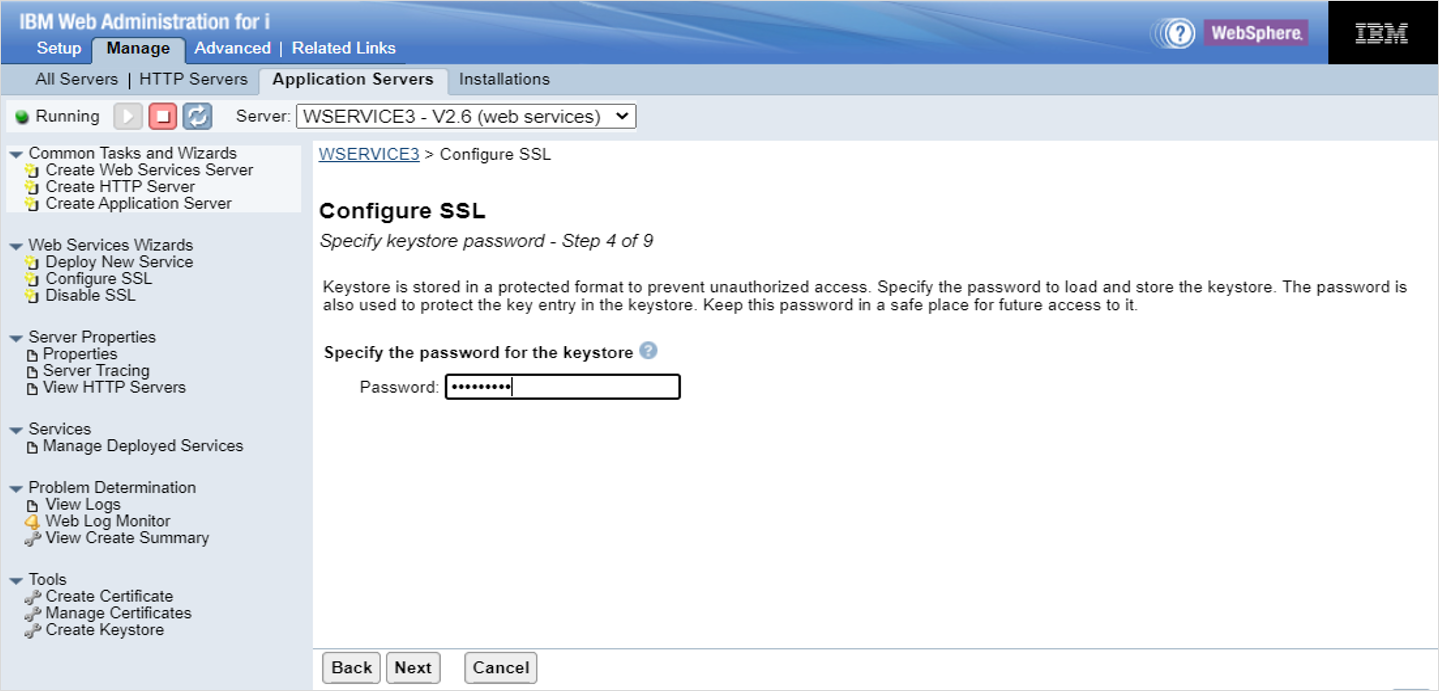 IBM Web Administration for i
Setup Manage Advanced | Related Links
WebSphere.
IBM
All Servers | HTTP Servers Application Servers Installations
Running Server: WSERVICE3 - V2.6 (web services)
Common Tasks and Wizards
Create Web Services Server
Create HTTP Server
Create Application Server
Web Services Wizards
Deploy New Service
Configure SSL
Disable SSL
Server Properties
Properties
Server Tracing
View HTTP Servers
Services
Manage Deployed Services
Problem Determination
View Logs
Web Log Monitor
View Create Summary
Tools
Create Certificate
Manage Certificates
Create Keystore
WSERVICE3 > Configure SSL
Configure SSL
Specify keystore password - Step 4 of 9
Keystore is stored in a protected format to prevent unauthorized access. Specify the password to load and store the keystore. The password is
also used to protect the key entry in the keystore. Keep this password in a safe place for future access to it.
Specify the password for the keystore ?
Password: •••••••••
Back Next Cancel